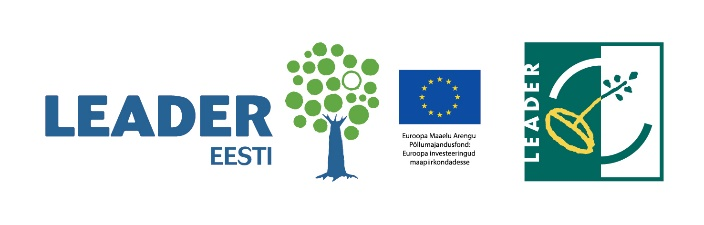 LEADER
EESTI
Euroopa Maaelu Arengu
Põllumajandusfond:
Euroopa investeeringud
maapiirkondadesse
LEADER